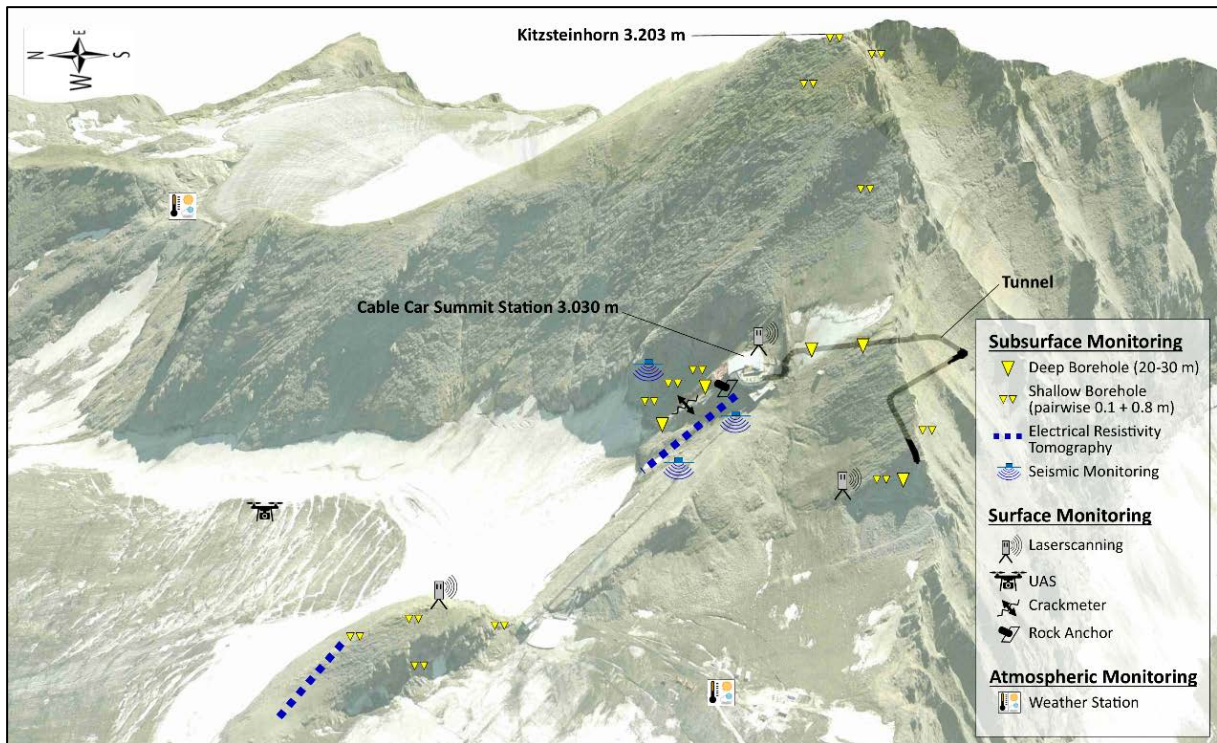 Kitzsteinhorn 3.203 m
E
N
S
W
Cable Car Summit Station 3.030 m
Tunnel
Subsurface Monitoring
Deep Borehole (20-30 m)
Shallow Borehole
(pairwise 0.1 + 0.8 m)
Electrical Resistivity
Tomography
Seismic Monitoring
Surface Monitoring
Laserscanning
UAS
Crackmeter
Rock Anchor
Atmospheric Monitoring
Weather Station